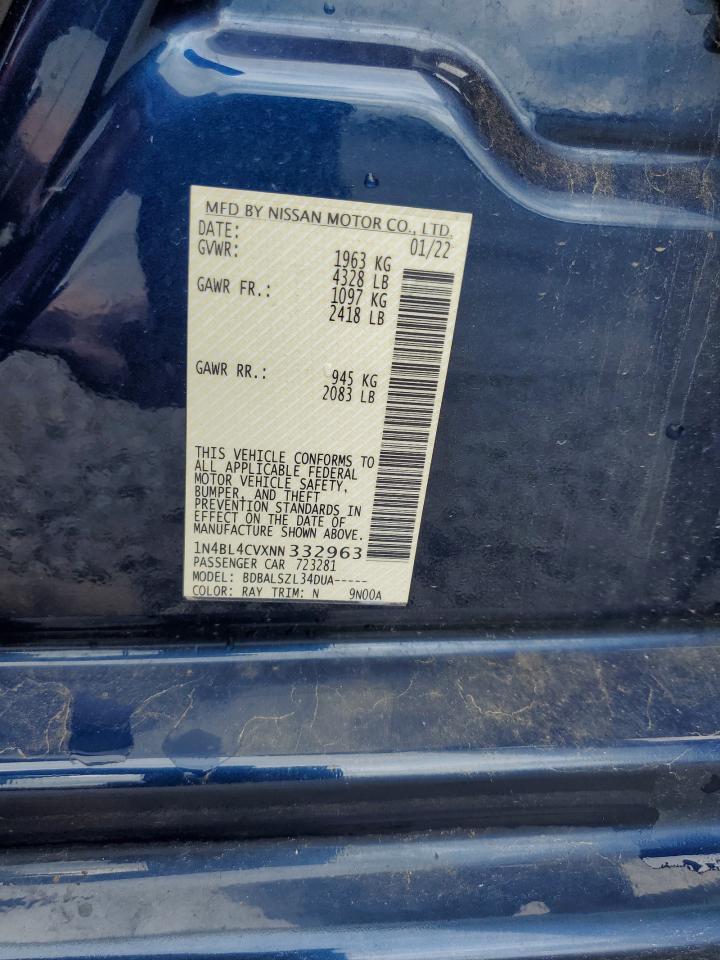 MFD BY NISSAN MOTOR CO., LTD.
DATE: 01/22
GVWR: 1963 KG
4328 LB
GAWR FR.: 1097 KG
2418 LB
GAWR RR.: 945 KG
2083 LB
THIS VEHICLE CONFORMS TO
ALL APPLICABLE FEDERAL
MOTOR VEHICLE SAFETY,
BUMPER, AND THEFT
PREVENTION STANDARDS IN
EFFECT ON THE DATE OF
MANUFACTURE SHOWN ABOVE.
1N4BL4CVXNN332963
PASSENGER CAR 723281
MODEL: BDBALSZL34DUA-----
COLOR: RAY TRIM: N 9N00A